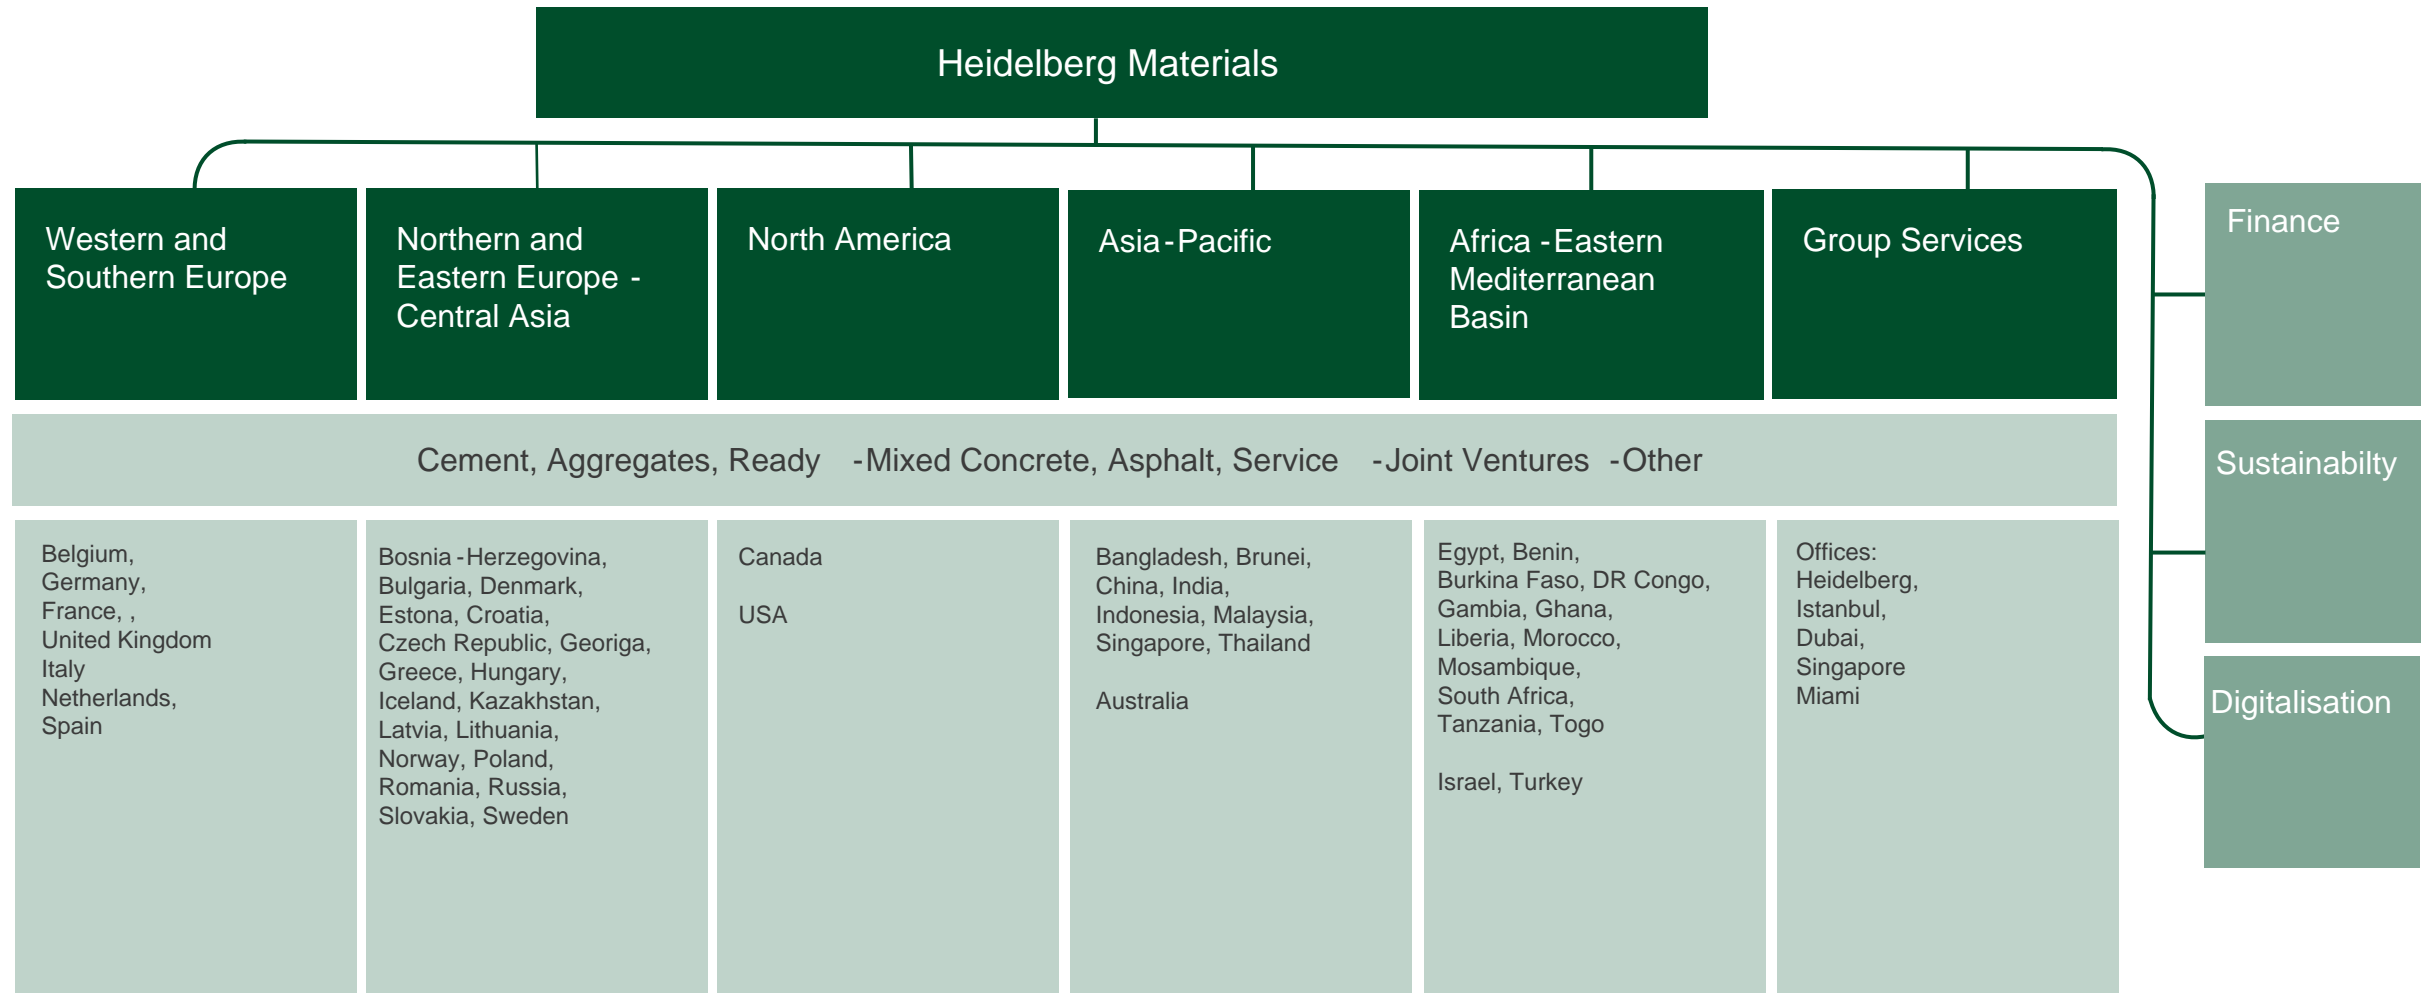 Heidelberg Materials
Western and
Southern Europe
Northern and
Eastern Europe -
Central Asia
North America
Asia-Pacific
Africa -Eastern
Mediterranean
Basin
Group Services
Finance
Sustainabilty
Digitalisation
Cement, Aggregates, Ready -Mixed Concrete, Asphalt, Service -Joint Ventures -Other
Belgium,
Germany,
France, ,
United Kingdom
Italy
Netherlands,
Spain
Bosnia-Herzegovina,
Bulgaria, Denmark,
Estona, Croatia,
Czech Republic, Georiga,
Greece, Hungary,
Iceland, Kazakhstan,
Latvia, Lithuania,
Norway, Poland,
Romania, Russia,
Slovakia, Sweden
Canada
USA
Bangladesh, Brunei,
China, India,
Indonesia, Malaysia,
Singapore, Thailand
Australia
Egypt, Benin,
Burkina Faso, DR Congo,
Gambia, Ghana,
Liberia, Morocco,
Mosambique,
South Africa,
Tanzania, Togo
Israel, Turkey
Offices:
Heidelberg,
Istanbul,
Dubai,
Singapore
Miami